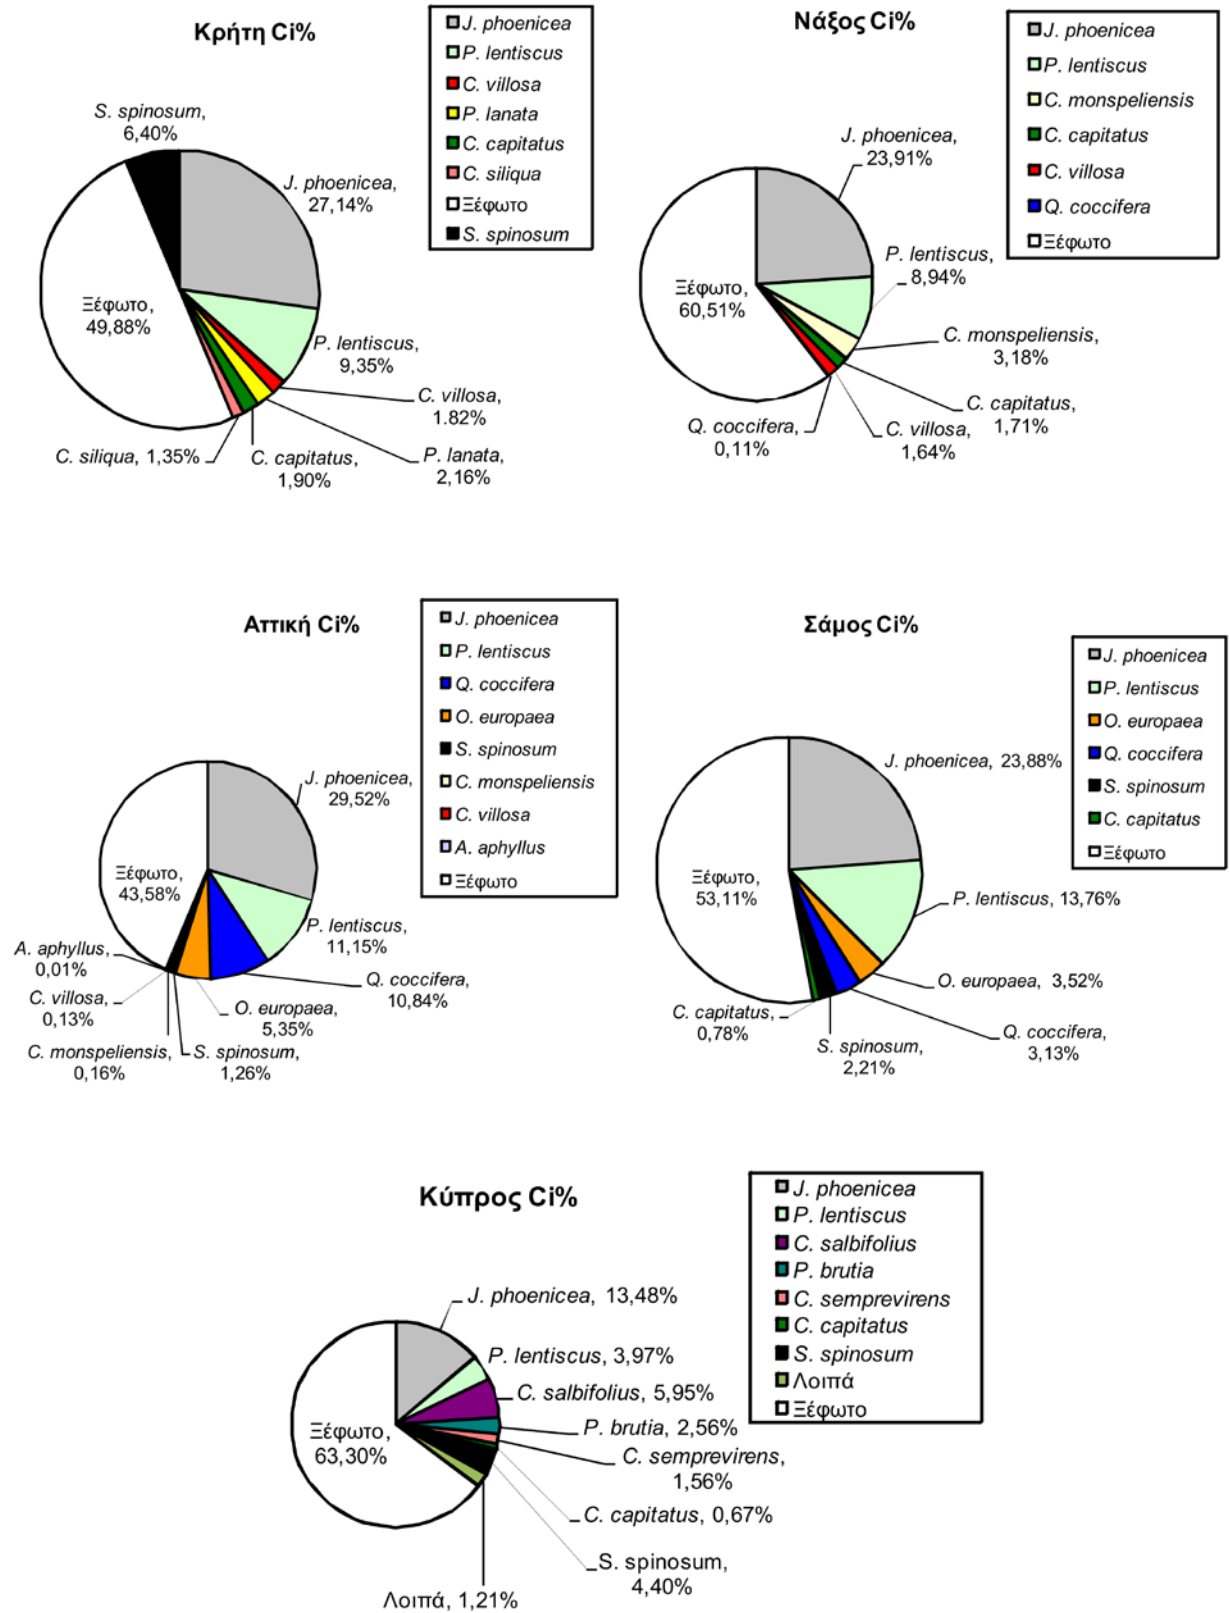 Κρήτη Ci%
J. phoenicea
P. lentiscus
C. villosa
P. lanata
C. capitatus
C. siliqua
Ξέφωτο
S. spinosum
S. spinosum,
6,40%
J. phoenicea,
27,14%
Ξέφωτο,
49,88%
P. lentiscus,
9,35%
C. villosa,
1.82%
P. lanata,
2,16%
C. capitatus,
1,90%
C. siliqua, 1,35%
Νάξος Ci%
J. phoenicea
P. lentiscus
C. monspeliensis
C. capitatus
C. villosa
Q. coccifera
Ξέφωτο
J. phoenicea,
23,91%
P. lentiscus,
8,94%
Ξέφωτο,
60,51%
C. monspeliensis,
3,18%
C. capitatus,
1,71%
C. villosa,
1,64%
Q. coccifera,
0,11%
Αττική Ci%
J. phoenicea
P. lentiscus
Q. coccifera
O. europaea
S. spinosum
C. monspeliensis
C. villosa
A. aphyllus
Ξέφωτο
J. phoenicea,
29,52%
Ξέφωτο,
43,58%
P. lentiscus,
11,15%
Q. coccifera,
10,84%
O. europaea,
5,35%
S. spinosum,
1,26%
A. aphyllus,
0,01%
C. villosa,
0,13%
C. monspeliensis,
0,16%
Σάμος Ci%
J. phoenicea
P. lentiscus
O. europaea
Q. coccifera
S. spinosum
C. capitatus
Ξέφωτο
J. phoenicea, 23,88%
Ξέφωτο,
53,11%
P. lentiscus, 13,76%
O. europaea, 3,52%
Q. coccifera,
3,13%
S. spinosum,
2,21%
C. capitatus,
0,78%
Κύπρος Ci%
J. phoenicea
P. lentiscus
C. salbifolius
P. brutia
C. semprevirens
C. capitatus
S. spinosum
Λοιπά
Ξέφωτο
J. phoenicea, 13,48%
P. lentiscus, 3,97%
C. salbifolius, 5,95%
P. brutia, 2,56%
C. semprevirens,
1,56%
C. capitatus, 0,67%
S. spinosum,
4,40%
Λοιπά, 1,21%
Ξέφωτο,
63,30%